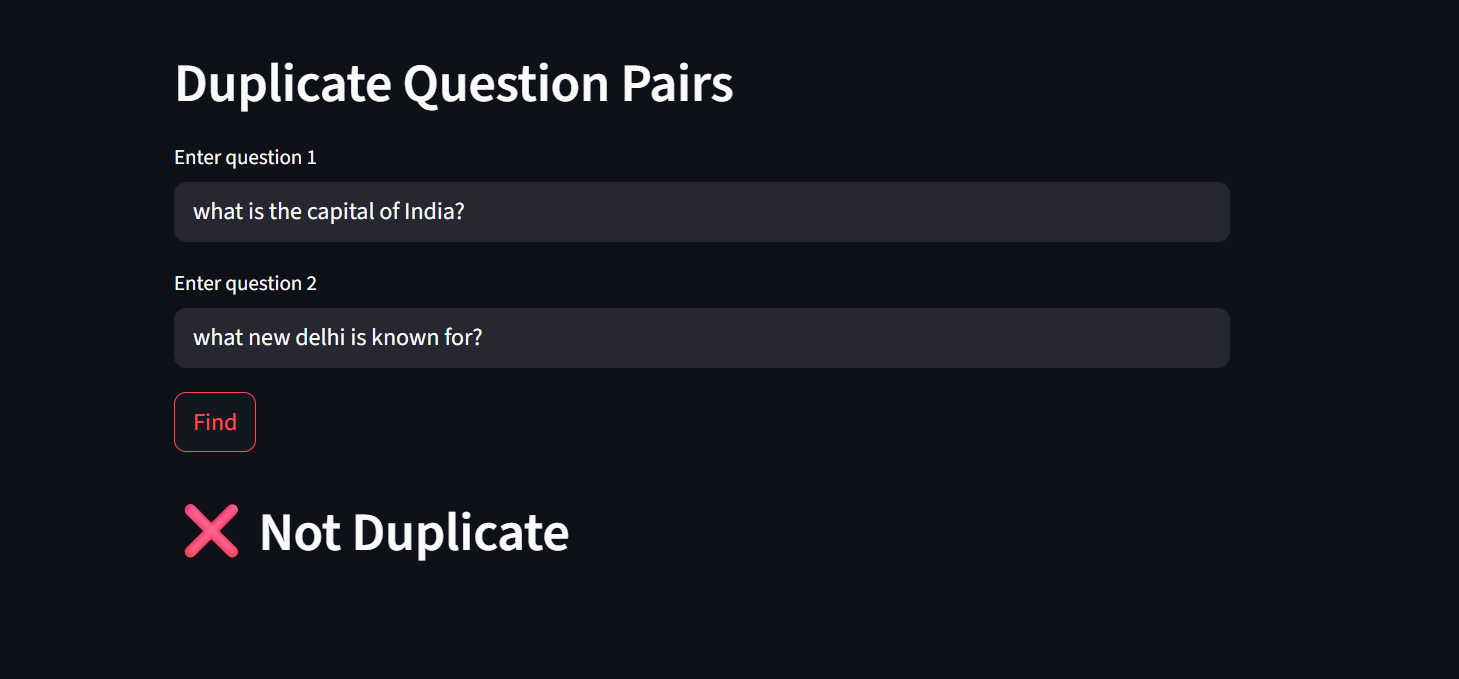 Duplicate Question Pairs
Enter question 1
what is the capital of India?
Enter question 2
what new delhi is known for?
Find
❌ Not Duplicate